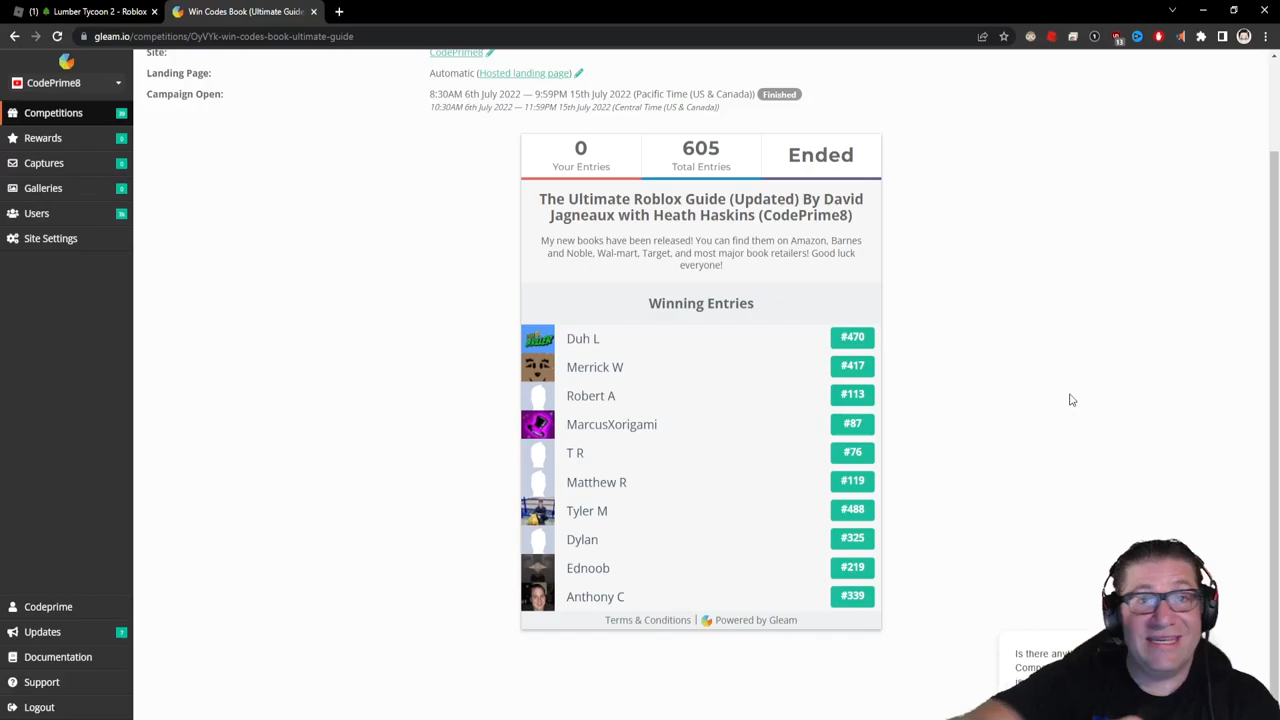 (1) 🌲 Lumber Tycoon 2 - Roblox
Win Codes Book (Ultimate Guide
gleam.io/competitions/OyVYk-win-codes-book-ultimate-guide
13
CodePrime8
Competitions 39
Rewards 0
Captures 0
Galleries 0
Users
Site Settings
Codeprime
Updates 7
Documentation
Support
Logout
Site: CodePrime8
Landing Page: Automatic (Hosted landing page)
Campaign Open: 8:30AM 6th July 2022 — 9:59PM 15th July 2022 (Pacific Time (US & Canada)) Finished
10:30AM 6th July 2022 — 11:59PM 15th July 2022 (Central Time (US & Canada))
0 605 Ended
Your Entries Total Entries
The Ultimate Roblox Guide (Updated) By David
Jagneaux with Heath Haskins (CodePrime8)
My new books have been released! You can find them on Amazon, Barnes
and Noble, Wal-mart, Target, and most major book retailers! Good luck
everyone!
Winning Entries
Duh L #470
Merrick W #417
Robert A #113
MarcusXorigami #87
T R #76
Matthew R #119
Tyler M #488
Dylan #325
Ednoob #219
Anthony C #339
Terms & Conditions | Powered by Gleam
Is there